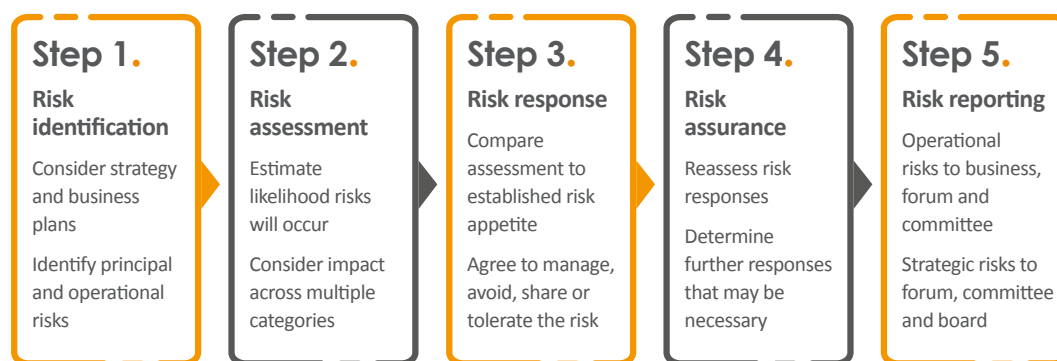 Step 1.
Risk
identification
Consider strategy
and business
plans
Identify principal
and operational
risks
Step 2.
Risk
assessment
Estimate
likelihood risks
will occur
Consider impact
across multiple
categories
Step 3.
Risk response
Compare
assessment to
established risk
appetite
Agree to manage,
avoid, share or
tolerate the risk
Step 4.
Risk
assurance
Reassess risk
responses
Determine
further responses
that may be
necessary
Step 5.
Risk reporting
Operational
risks to business,
forum and
committee
Strategic risks to
forum, committee
and board